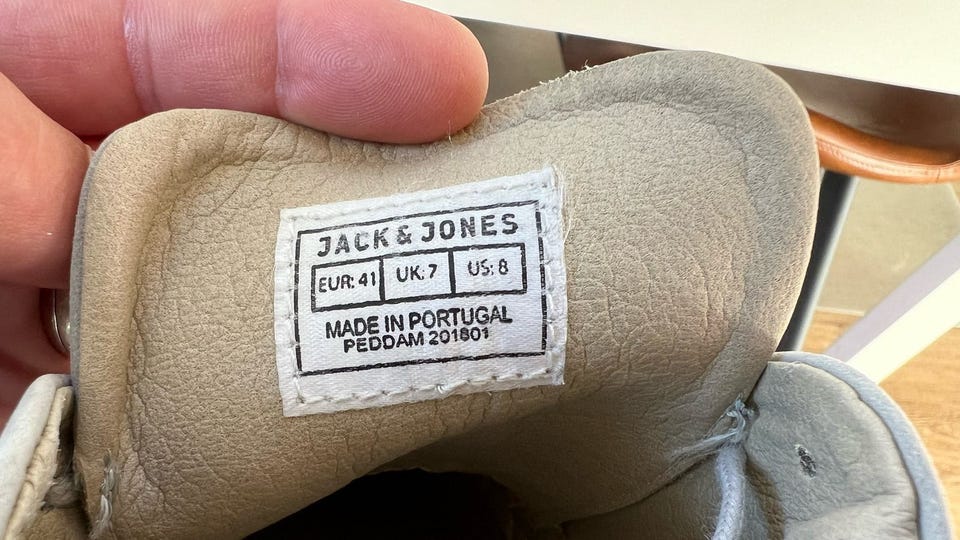 JACK & JONES
EUR: 41 UK: 7 US: 8
MADE IN PORTUGAL
PEDDAM 201801